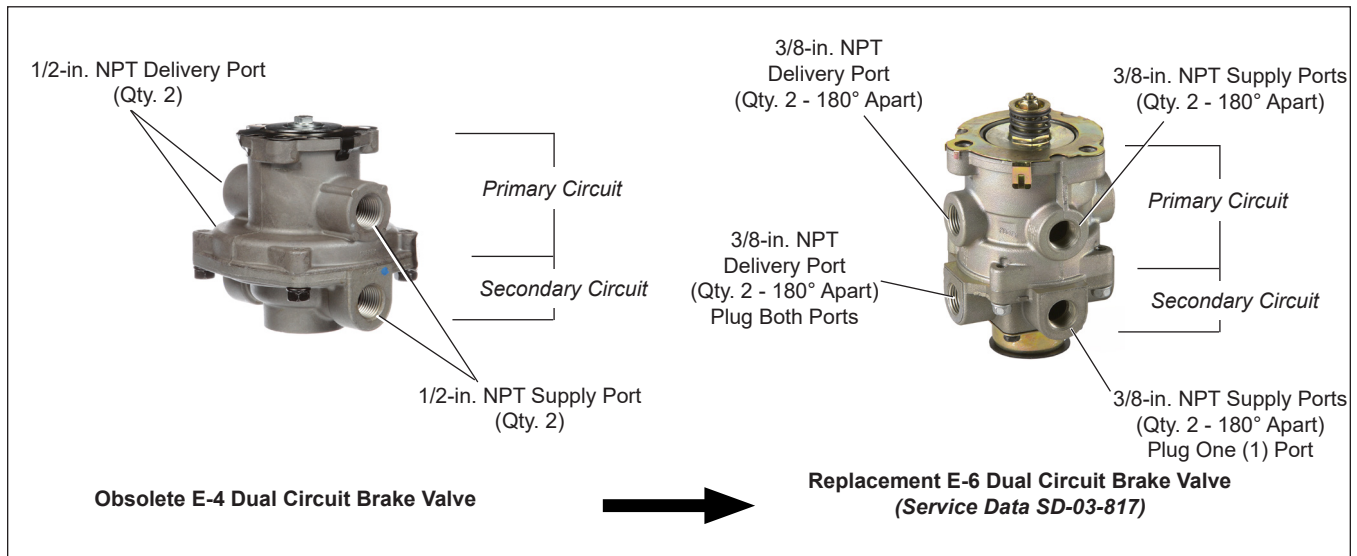 1/2-in. NPT Delivery Port
(Qty. 2)
Primary Circuit
Secondary Circuit
1/2-in. NPT Supply Port
(Qty. 2)
Obsolete E-4 Dual Circuit Brake Valve
3/8-in. NPT
Delivery Port
(Qty. 2 - 180° Apart)
3/8-in. NPT Supply Ports
(Qty. 2 - 180° Apart)
Primary Circuit
3/8-in. NPT
Delivery Port
(Qty. 2 - 180° Apart)
Plug Both Ports
Secondary Circuit
3/8-in. NPT Supply Ports
(Qty. 2 - 180° Apart)
Plug One (1) Port
Replacement E-6 Dual Circuit Brake Valve
(Service Data SD-03-817)